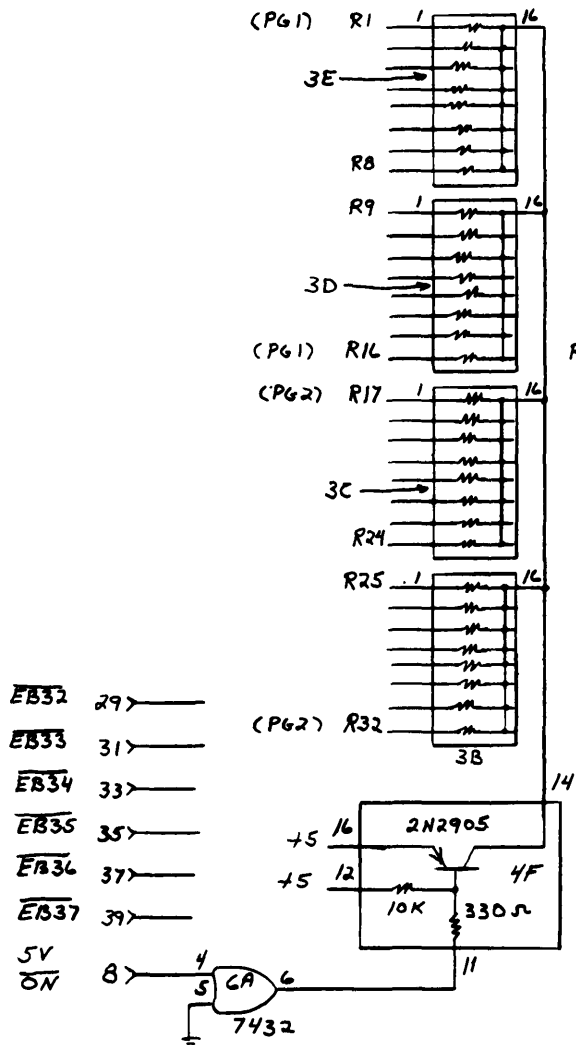 (PG1) R1 1 16
3E
R8
R9 1 16
3D
(PG1) R16
(PG2) R17 1 16
3C
R24
R25 1 16
(PG2) R32
3B
14
EB32 29
EB33 31
EB34 33
EB35 35
EB36 37
EB37 39
+5 16 2N2905
+5 12 4F
10K 330Ω
11
5V
ON 8 4 5 6A 6
7432